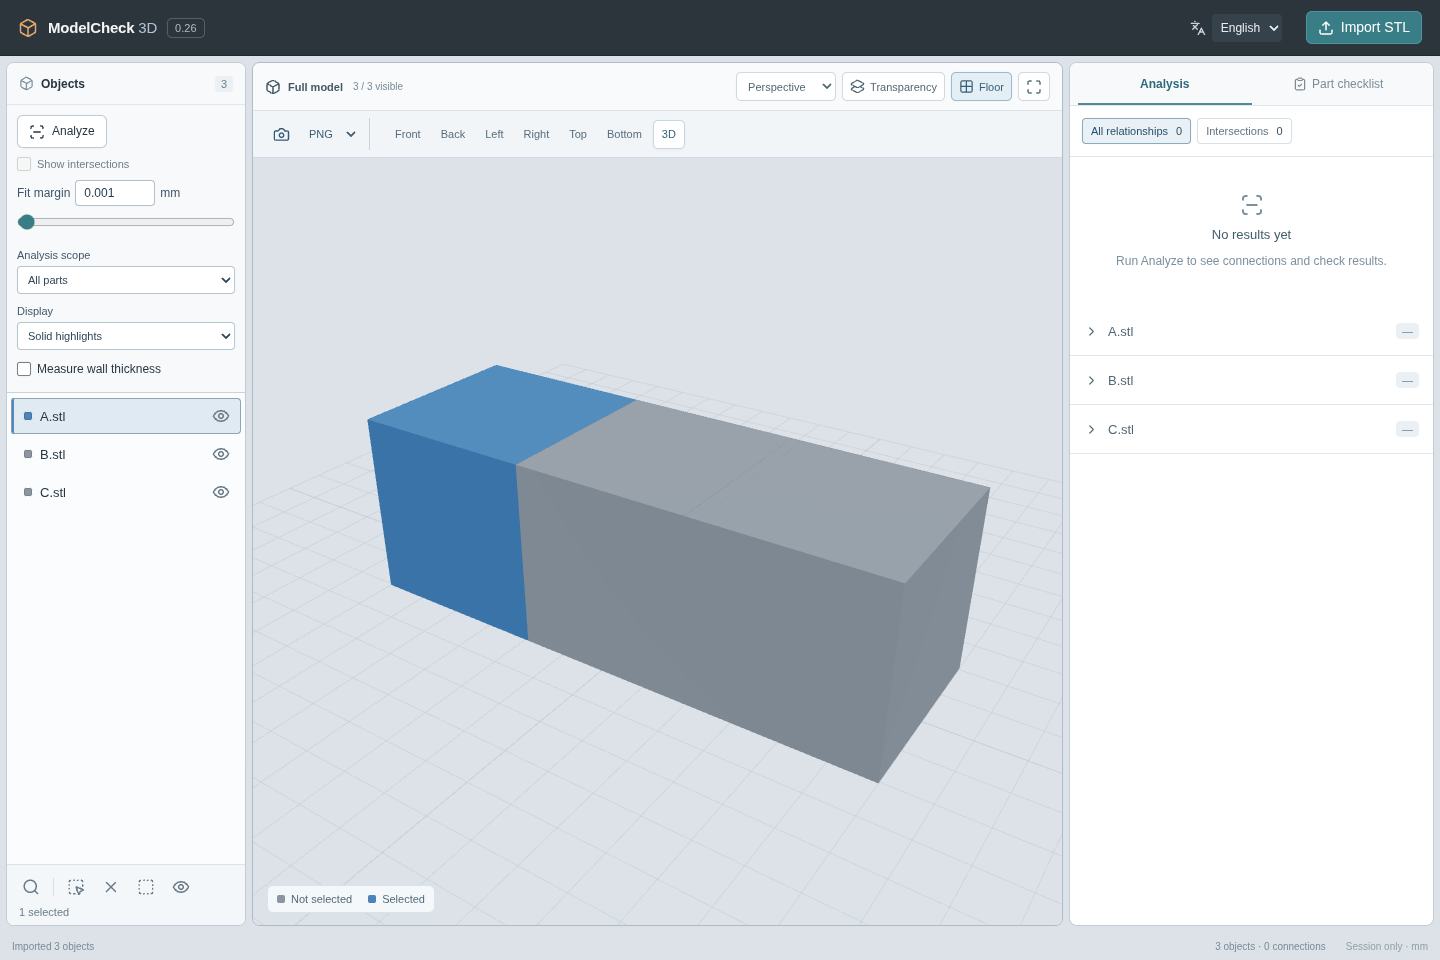 ModelCheck 3D 0.26
English
Import STL
Objects 3
Analyze
Show intersections
Fit margin 0.001 mm
Analysis scope
All parts
Display
Solid highlights
Measure wall thickness
A.stl
B.stl
C.stl
1 selected
Full model 3 / 3 visible
Perspective Transparency Floor
PNG Front Back Left Right Top Bottom 3D
Not selected Selected
Analysis Part checklist
All relationships 0 Intersections 0
No results yet
Run Analyze to see connections and check results.
A.stl —
B.stl —
C.stl —
Imported 3 objects
3 objects · 0 connections Session only · mm